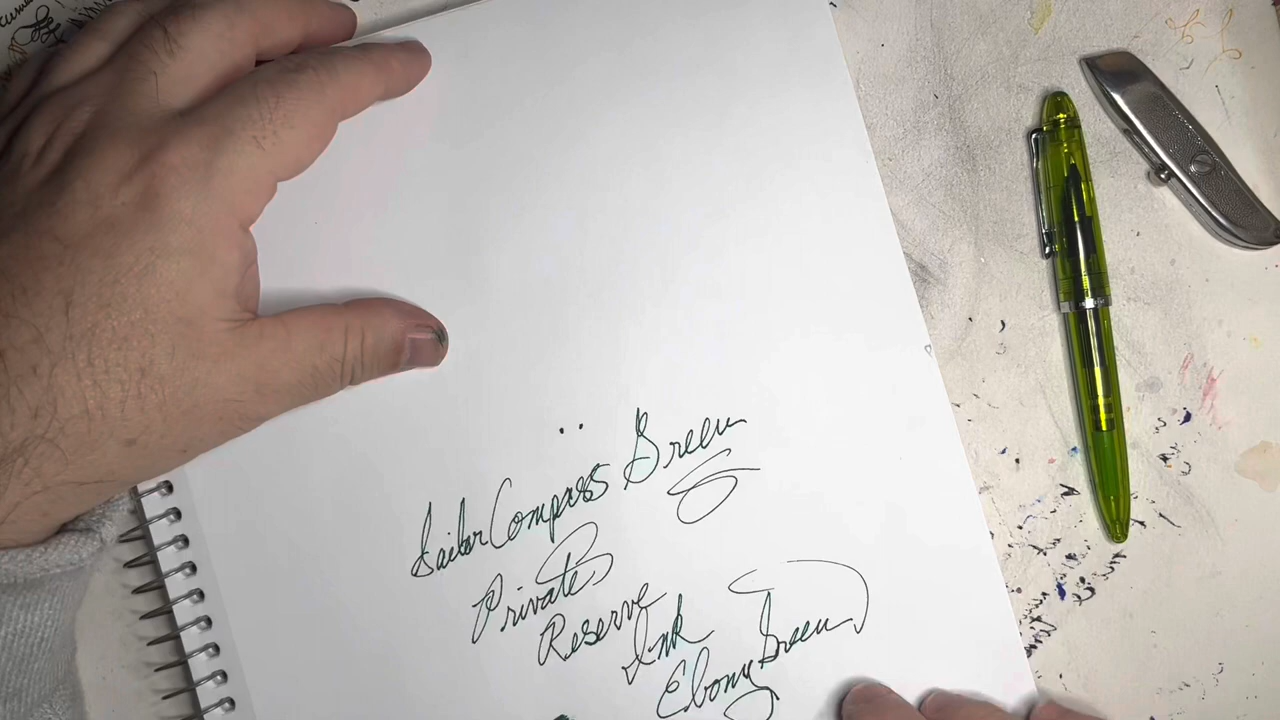 Sailor Compass Green
Private
Reserve
Ink
Ebony Green